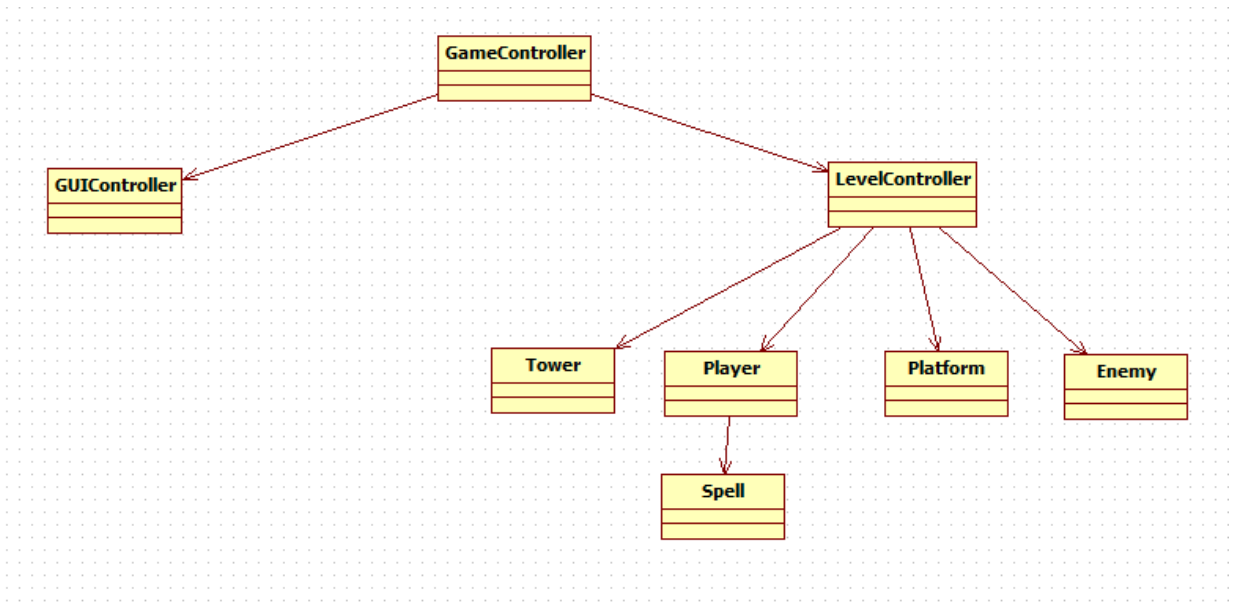 GameController
GUIController
LevelController
Tower
Player
Platform
Enemy
Spell